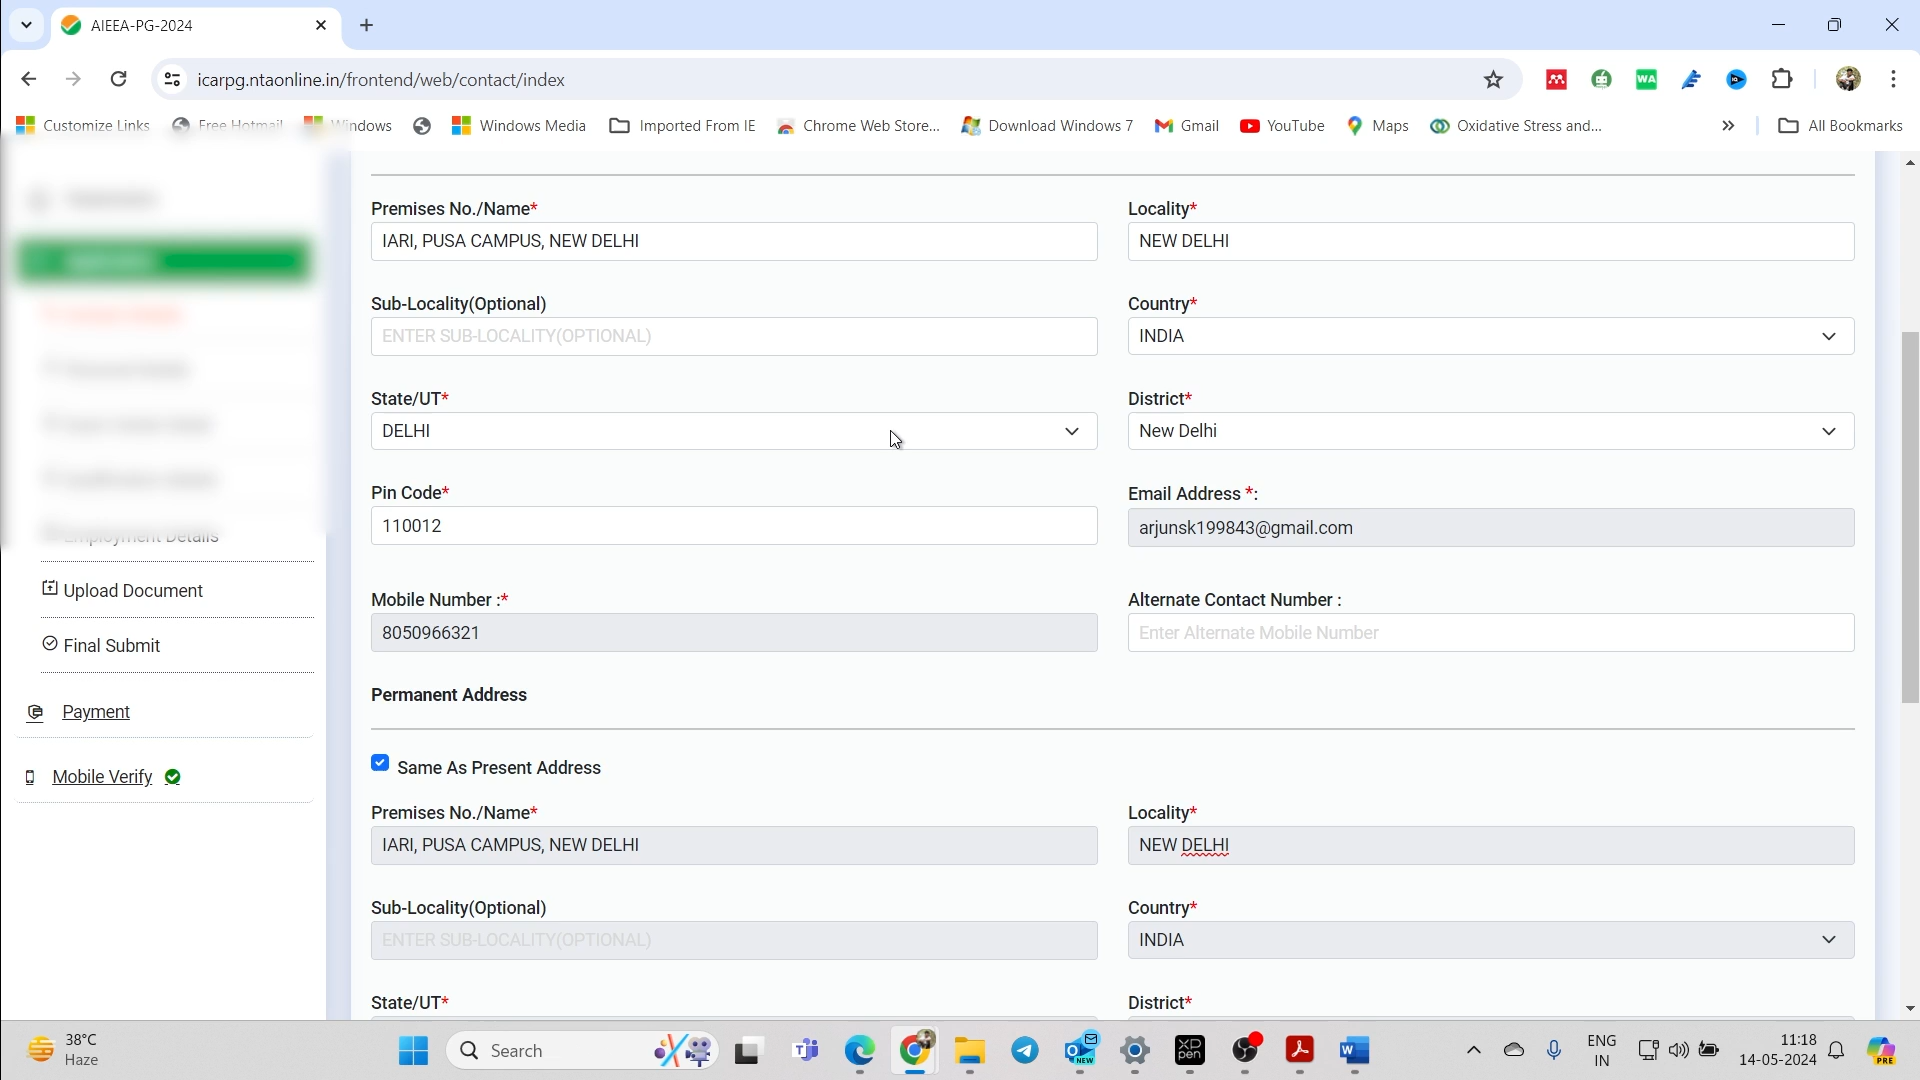 AIEEA-PG-2024
icarpg.ntaonline.in/frontend/web/contact/index
Customize Links Free Hotmail Windows Windows Media Imported From IE Chrome Web Store... Download Windows 7 Gmail YouTube Maps Oxidative Stress and... » All Bookmarks
Premises No./Name* Locality*
IARI, PUSA CAMPUS, NEW DELHI NEW DELHI
Sub-Locality(Optional) Country*
ENTER SUB-LOCALITY(OPTIONAL) INDIA
State/UT* District*
DELHI New Delhi
Pin Code* Email Address *:
110012 arjunsk199843@gmail.com
Employment Details
Upload Document
Mobile Number :* Alternate Contact Number :
8050966321 Enter Alternate Mobile Number
Final Submit
Permanent Address
Payment
Same As Present Address
Mobile Verify
Premises No./Name* Locality*
IARI, PUSA CAMPUS, NEW DELHI NEW DELHI
Sub-Locality(Optional) Country*
ENTER SUB-LOCALITY(OPTIONAL) INDIA
State/UT* District*
38°C
Haze
Search
NEW
XP
pen
ENG
IN
11:18
14-05-2024
PRE